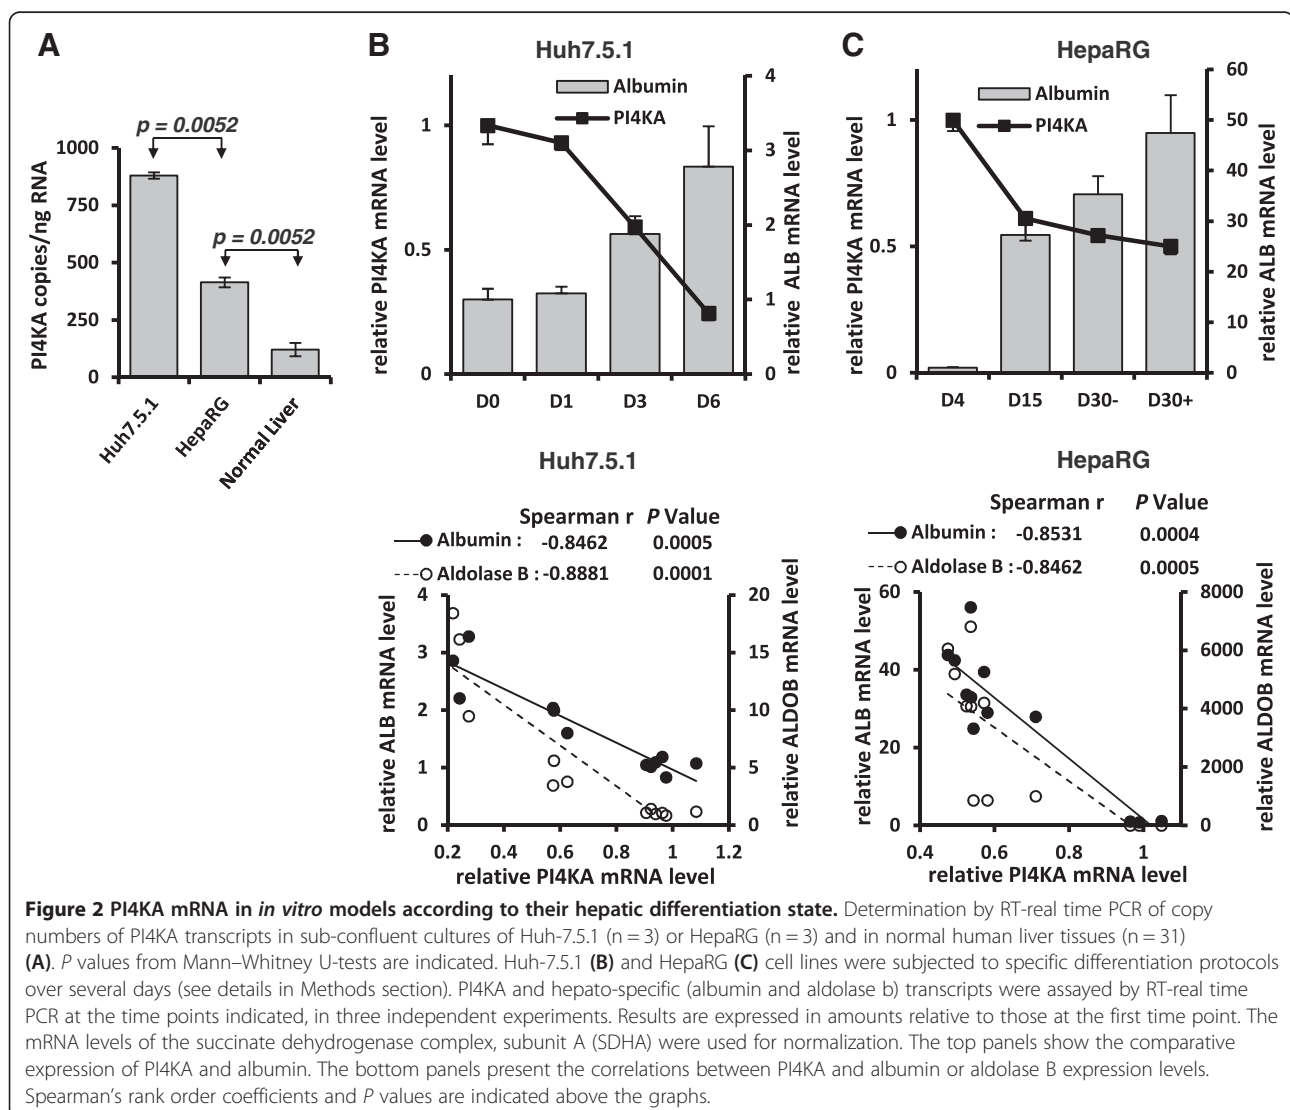 A
p = 0.0052
p = 0.0052
PI4KA copies/ng RNA
1000
750
500
250
0
Huh7.5.1
HepaRG
Normal Liver
B
Huh7.5.1
Albumin
PI4KA
relative PI4KA mRNA level
1
0.5
0
relative ALB mRNA level
4
3
2
1
0
D0 D1 D3 D6
C
HepaRG
Albumin
PI4KA
relative PI4KA mRNA level
1
0.5
0
relative ALB mRNA level
60
50
40
30
20
10
0
D4 D15 D30- D30+
Huh7.5.1
Spearman r P Value
Albumin : -0.8462 0.0005
Aldolase B : -0.8881 0.0001
relative ALB mRNA level
4
3
2
1
0
relative ALDOB mRNA level
20
15
10
5
0
0.2 0.4 0.6 0.8 1 1.2
relative PI4KA mRNA level
HepaRG
Spearman r P Value
Albumin : -0.8531 0.0004
Aldolase B : -0.8462 0.0005
relative ALB mRNA level
60
40
20
0
relative ALDOB mRNA level
8000
6000
4000
2000
0
0.4 0.6 0.8 1
relative PI4KA mRNA level
Figure 2 PI4KA mRNA in in vitro models according to their hepatic differentiation state. Determination by RT-real time PCR of copy
numbers of PI4KA transcripts in sub-confluent cultures of Huh-7.5.1 (n = 3) or HepaRG (n = 3) and in normal human liver tissues (n = 31)
(A). P values from Mann–Whitney U-tests are indicated. Huh-7.5.1 (B) and HepaRG (C) cell lines were subjected to specific differentiation protocols
over several days (see details in Methods section). PI4KA and hepato-specific (albumin and aldolase b) transcripts were assayed by RT-real time
PCR at the time points indicated, in three independent experiments. Results are expressed in amounts relative to those at the first time point. The
mRNA levels of the succinate dehydrogenase complex, subunit A (SDHA) were used for normalization. The top panels show the comparative
expression of PI4KA and albumin. The bottom panels present the correlations between PI4KA and albumin or aldolase B expression levels.
Spearman's rank order coefficients and P values are indicated above the graphs.